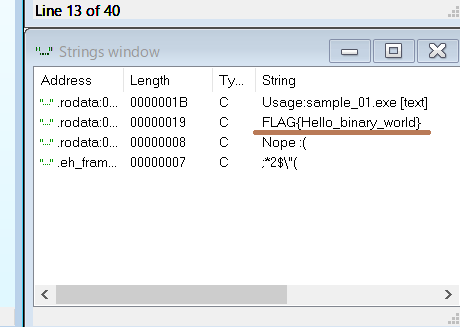 Line 13 of 40
Strings window
Address Length Ty... C String
.rodata:0... 0000001B C Usage:sample_01.exe [text]
.rodata:0... 00000019 C FLAG{Hello_binary_world}
.rodata:0... 00000008 C Nope :(
.eh_fram... 00000007 C ;*2$\"(